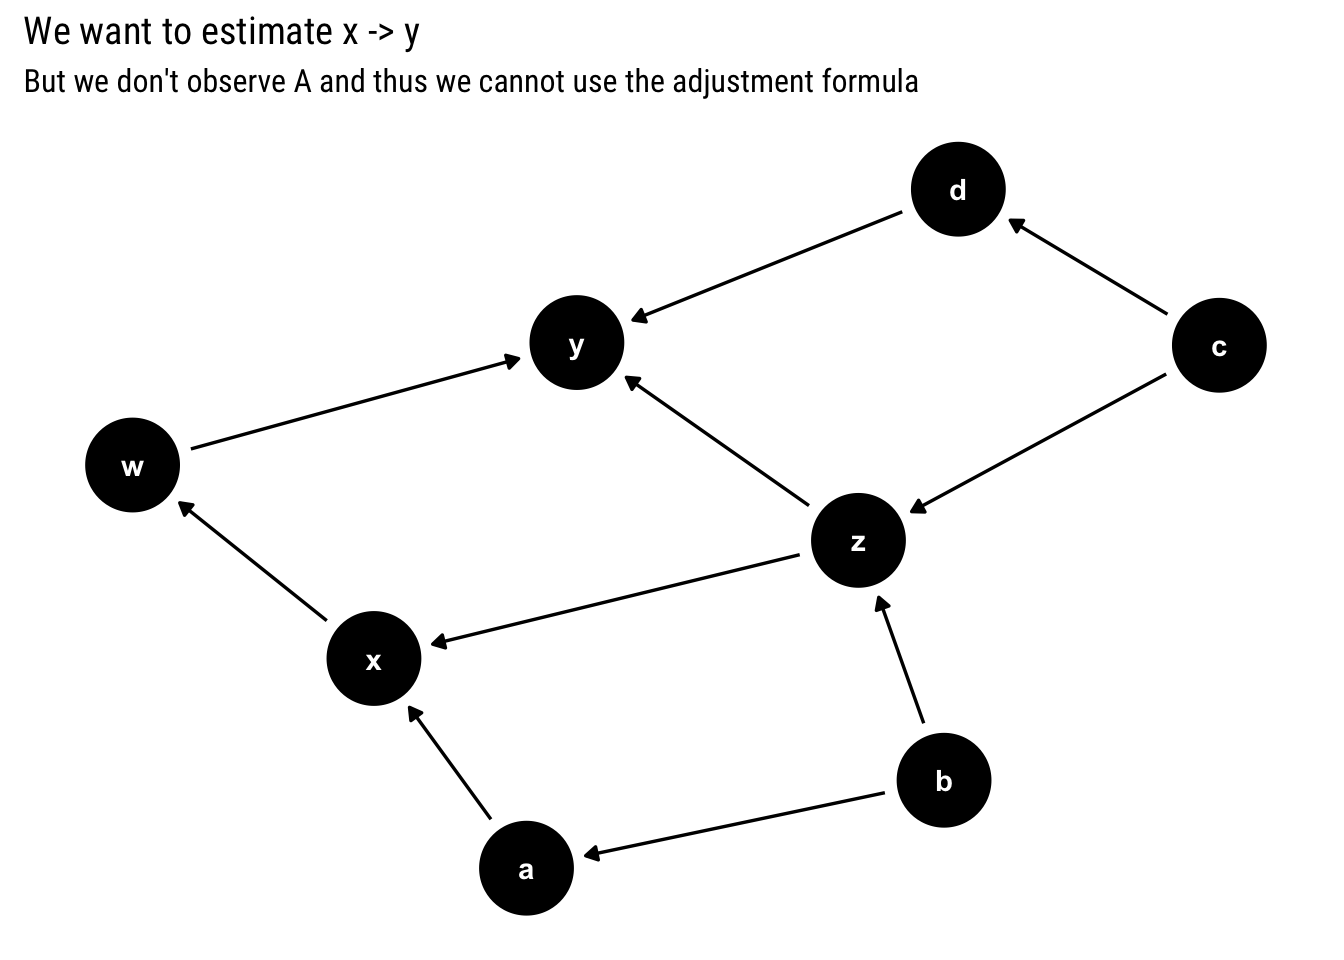 We want to estimate x -> y
But we don't observe A and thus we cannot use the adjustment formula
d
y
c
w
z
x
b
a